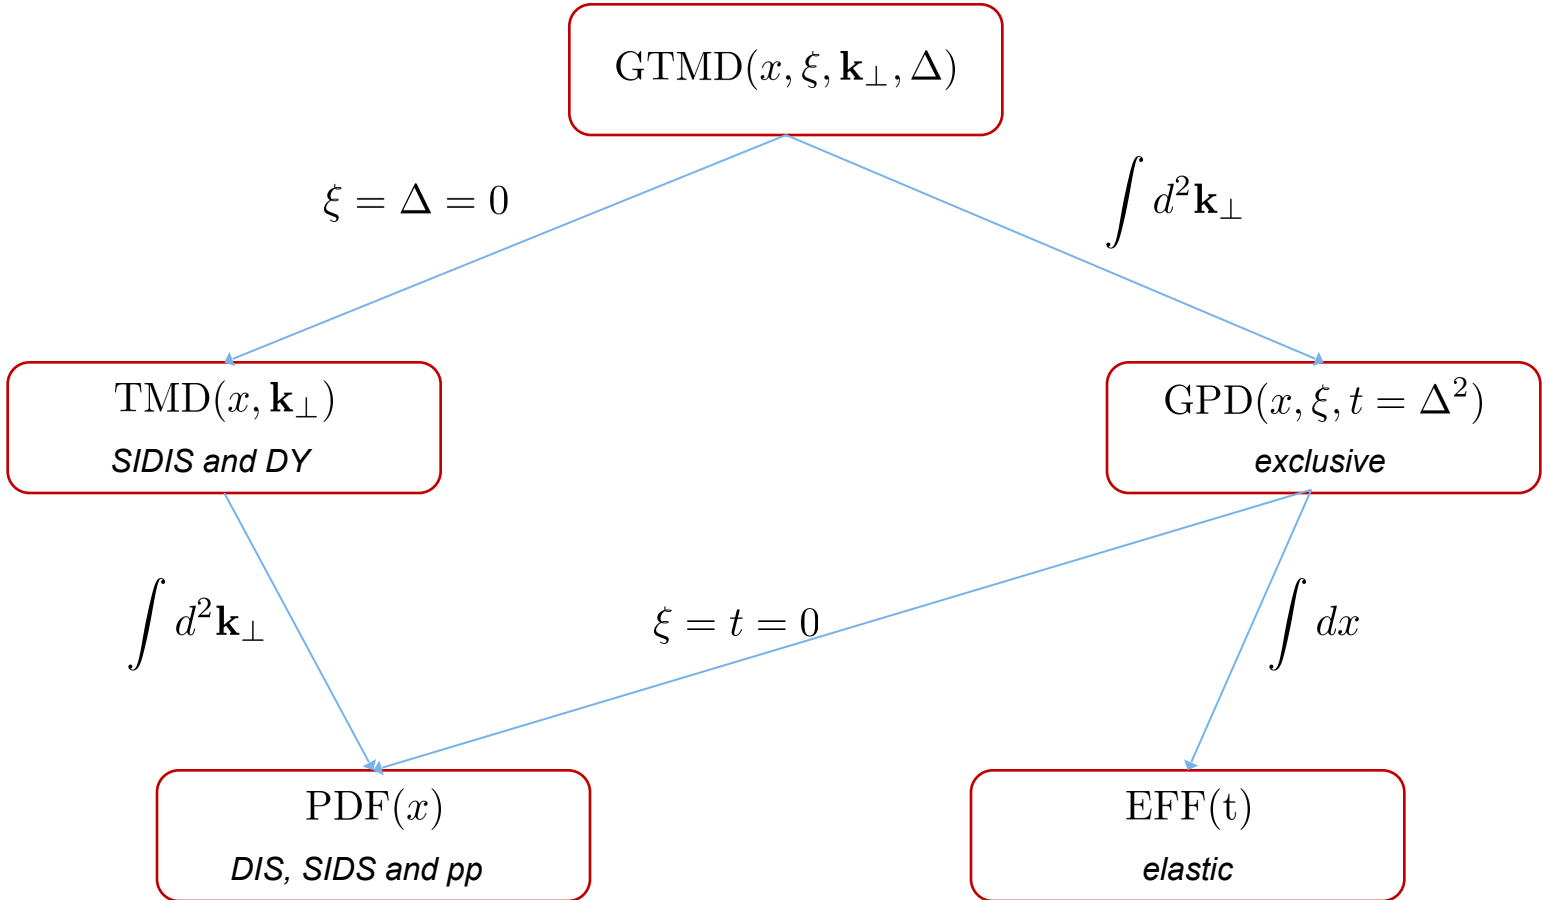 GTMD(x, ξ, k⊥, Δ)
ξ = Δ = 0
∫ d²k⊥
TMD(x, k⊥)
SIDIS and DY
GPD(x, ξ, t = Δ²)
exclusive
∫ d²k⊥
ξ = t = 0
∫ dx
PDF(x)
DIS, SIDS and pp
EFF(t)
elastic